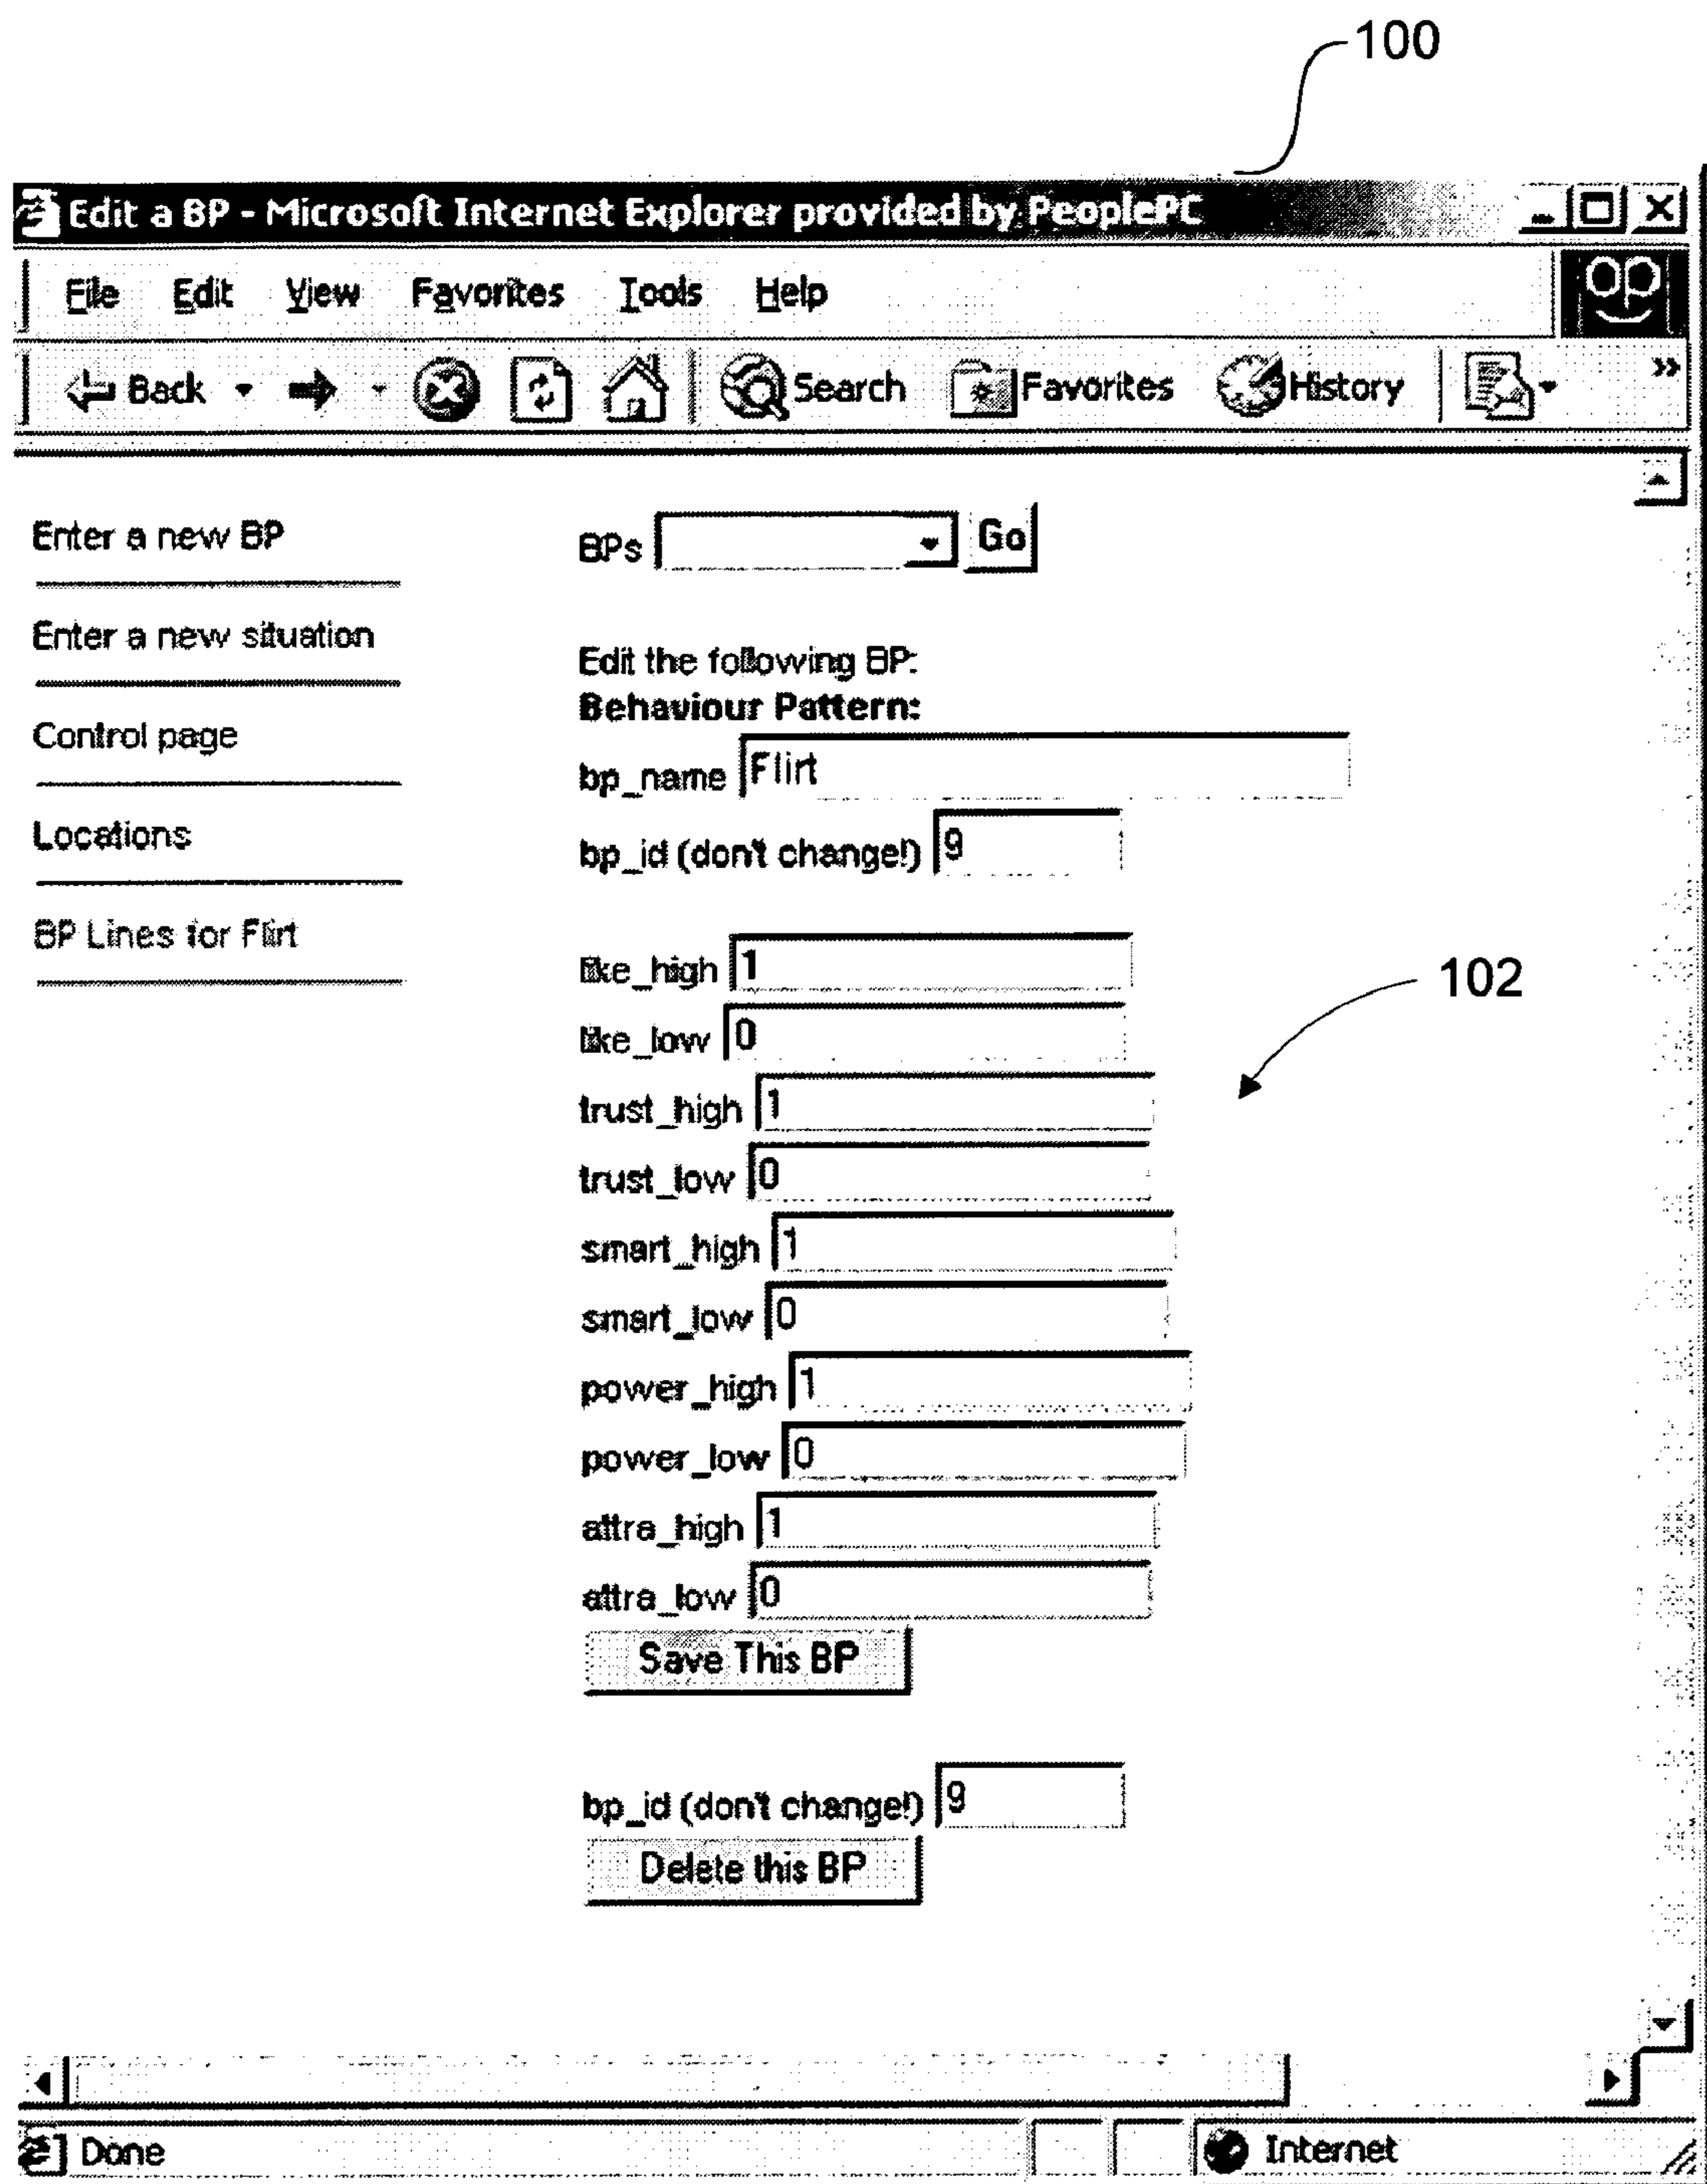 100
Edit a BP - Microsoft Internet Explorer provided by PeoplePC
File Edit View Favorites Tools Help
Back Search Favorites History »
Enter a new BP
Enter a new situation
Control page
Locations
BP Lines for Flirt
BPs Go
Edit the following BP:
Behaviour Pattern:
bp_name Flirt
bp_id (don't change!) 9
like_high 1
like_low 0
trust_high 1
trust_low 0
smart_high 1
smart_low 0
power_high 1
power_low 0
attra_high 1
attra_low 0
Save This BP
bp_id (don't change!) 9
Delete this BP
102
Done Internet